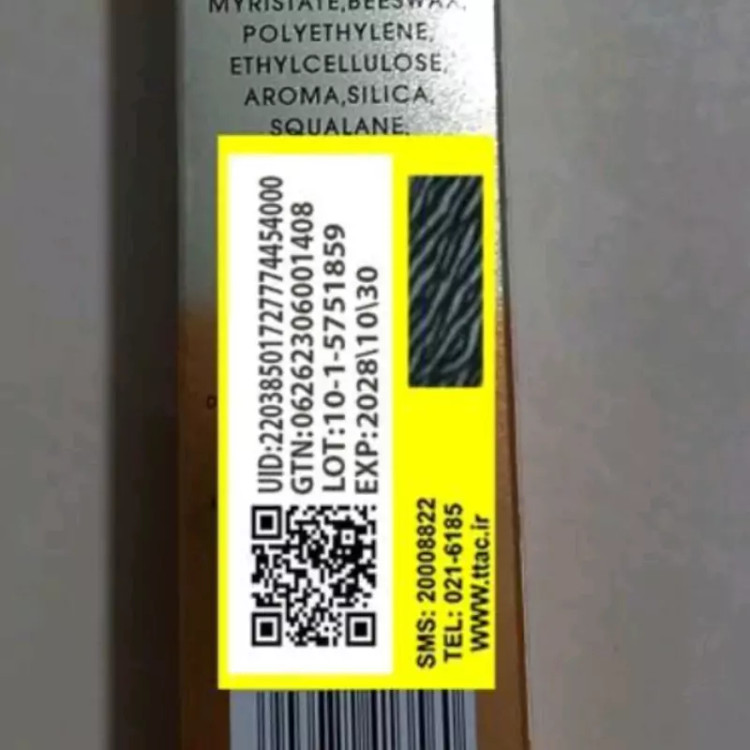 MYRISTATE,BEESWAX,
POLYETHYLENE,
ETHYLCELLULOSE,
AROMA,SILICA,
SQUALANE,
UID:22038501727774454000
GTN:06262306001408
LOT:10-1-5751859
EXP:2028\10\30
SMS: 20008822
TEL: 021-6185
www.ttac.ir